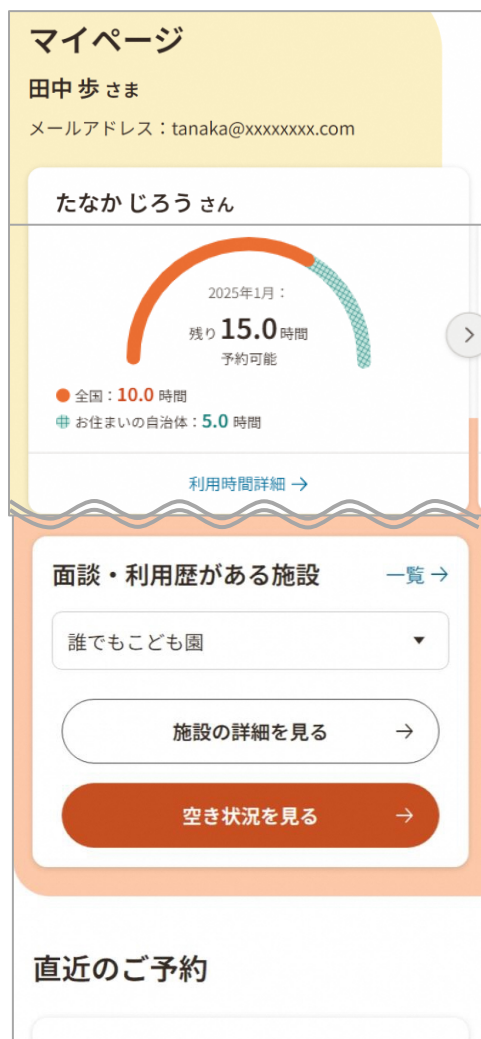 マイページ
田中 歩 さま
メールアドレス：tanaka@xxxxxxxx.com
たなか じろう さん
2025年1月：
残り 15.0 時間
予約可能
全国：10.0 時間
お住まいの自治体：5.0 時間
利用時間詳細 →
面談・利用歴がある施設 一覧 →
誰でもこども園
施設の詳細を見る →
空き状況を見る →
直近のご予約